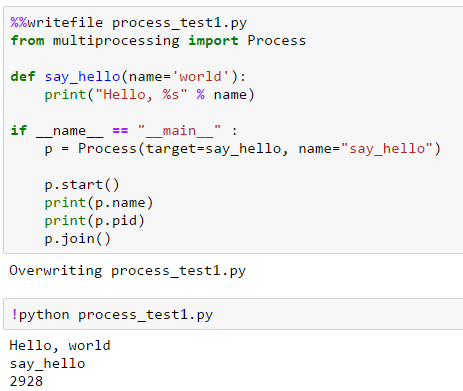 %%writefile process_test1.py
from multiprocessing import Process
def say_hello(name='world'):
    print("Hello, %s" % name)
if __name__ == "__main__" :
    p = Process(target=say_hello, name="say_hello")
    p.start()
    print(p.name)
    print(p.pid)
    p.join()
Overwriting process_test1.py
!python process_test1.py
Hello, world
say_hello
2928